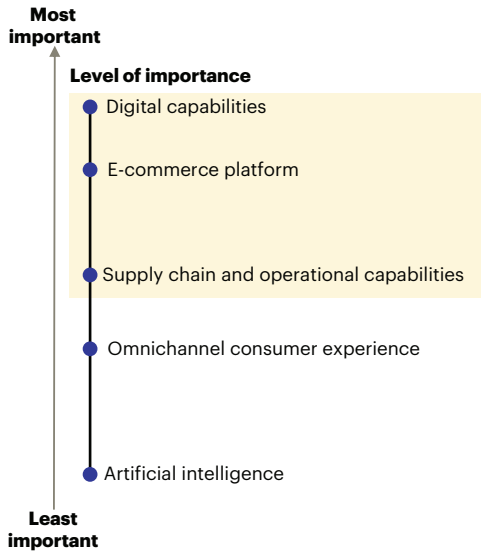 Most
important
Level of importance
Digital capabilities
E-commerce platform
Supply chain and operational capabilities
Omnichannel consumer experience
Artificial intelligence
Least
important